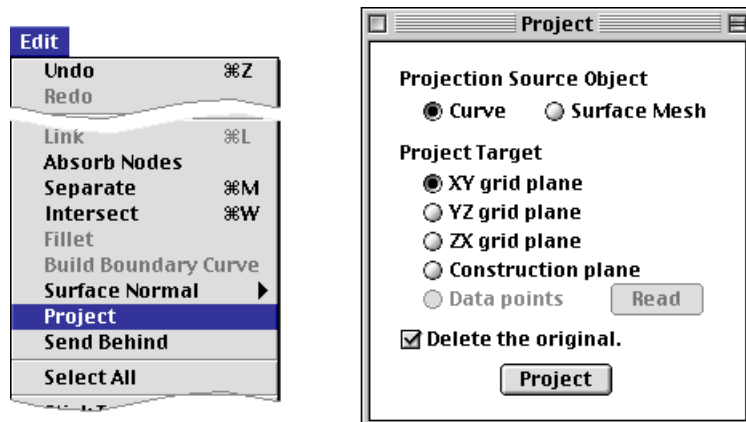 Edit
Undo ⌘Z
Redo
Link ⌘L
Absorb Nodes
Separate ⌘M
Intersect ⌘W
Fillet
Build Boundary Curve
Surface Normal
Project
Send Behind
Select All
Project
Projection Source Object
Curve Surface Mesh
Project Target
XY grid plane
YZ grid plane
ZX grid plane
Construction plane
Data points Read
Delete the original.
Project